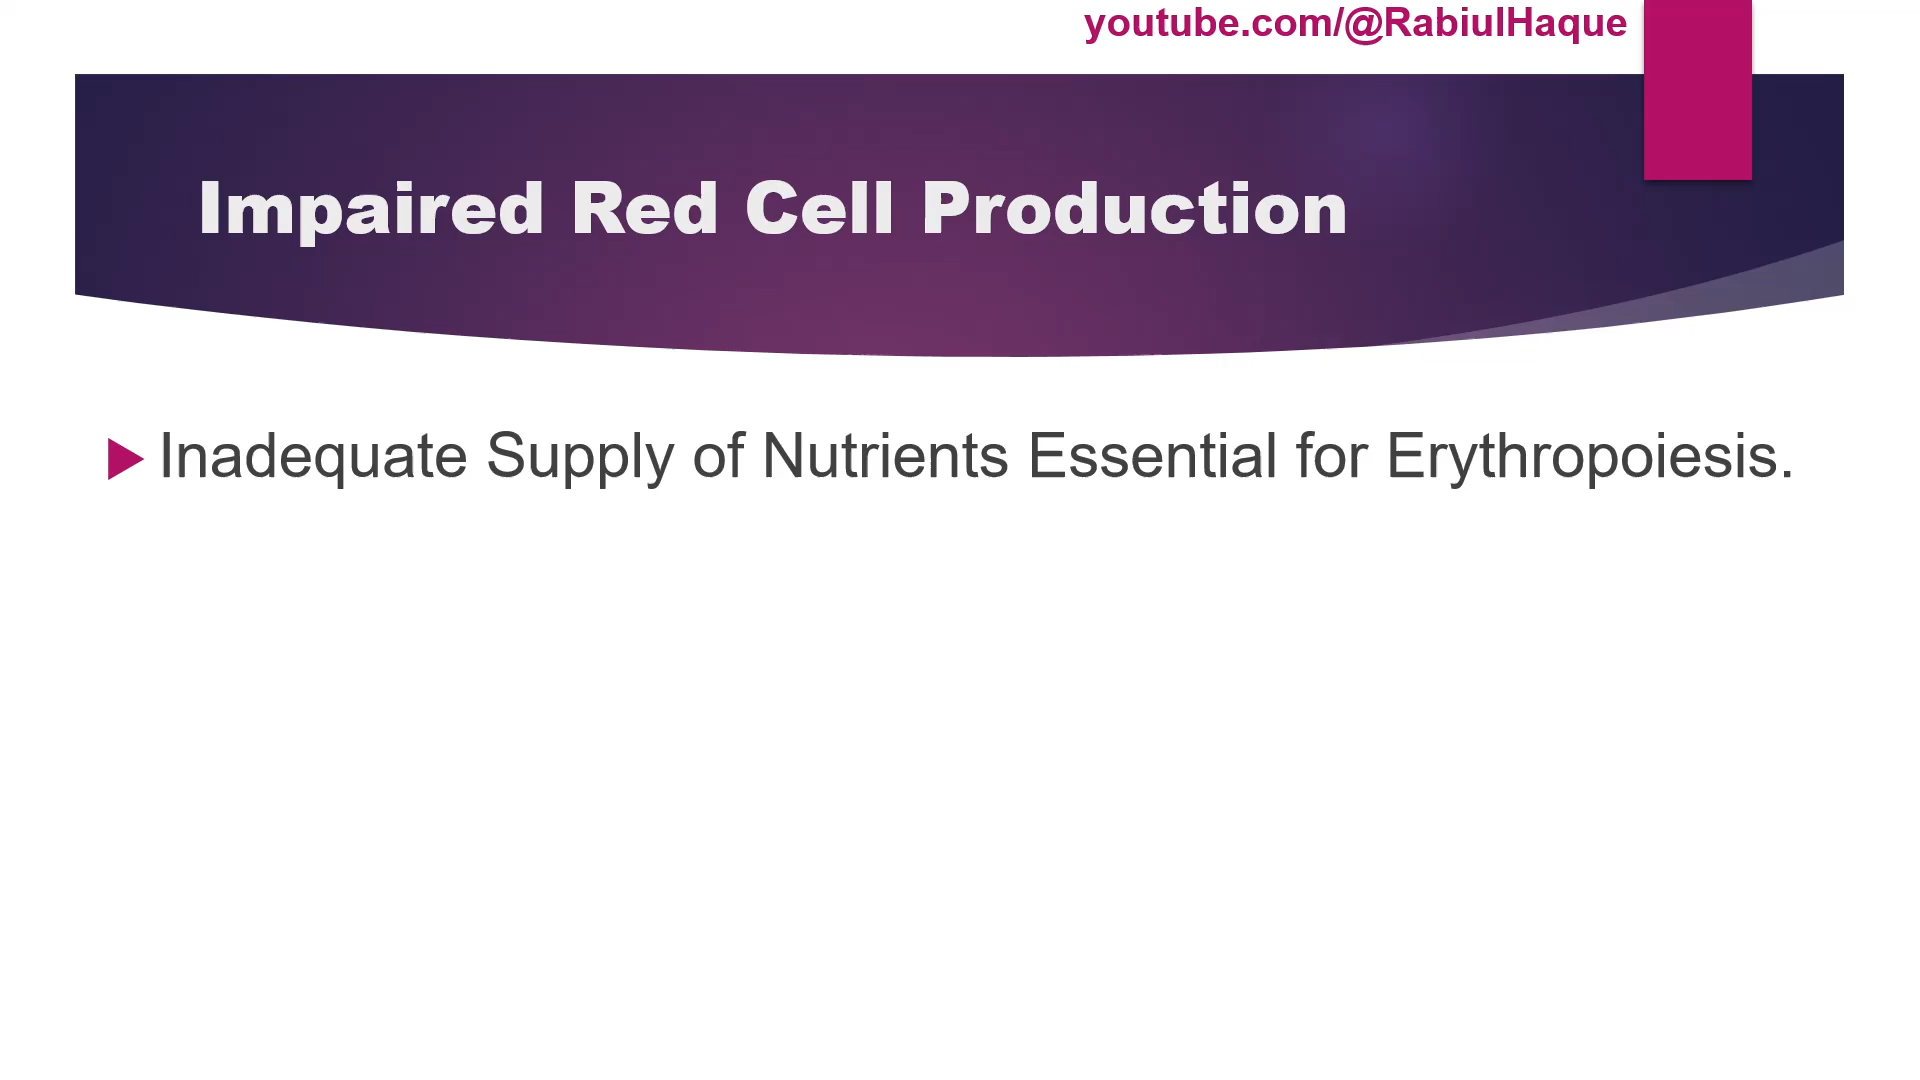 youtube.com/@RabiulHaque
Impaired Red Cell Production
Inadequate Supply of Nutrients Essential for Erythropoiesis.